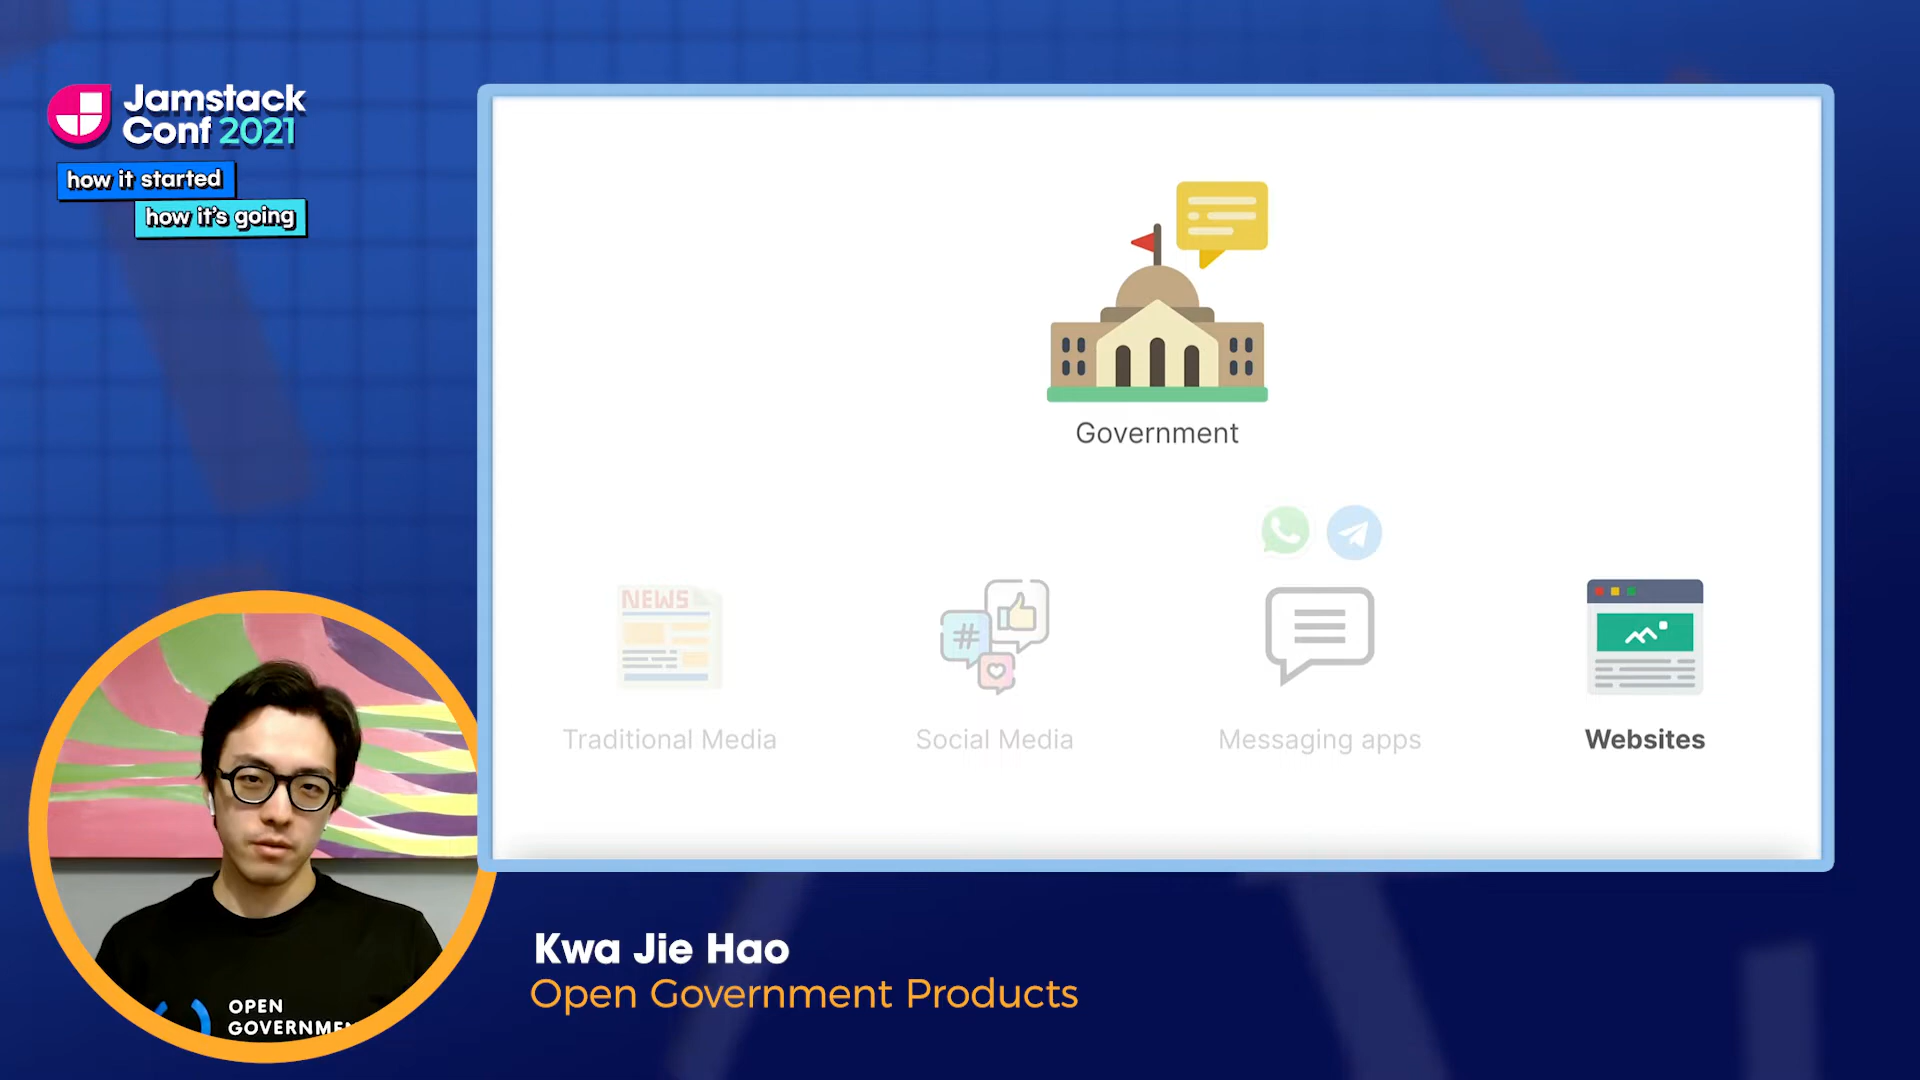 Jamstack
Conf 2021
how it started
how it's going
Government
NEWS
#
Traditional Media
Social Media
Messaging apps
Websites
Kwa Jie Hao
Open Government Products
OPEN
GOVERNMEN